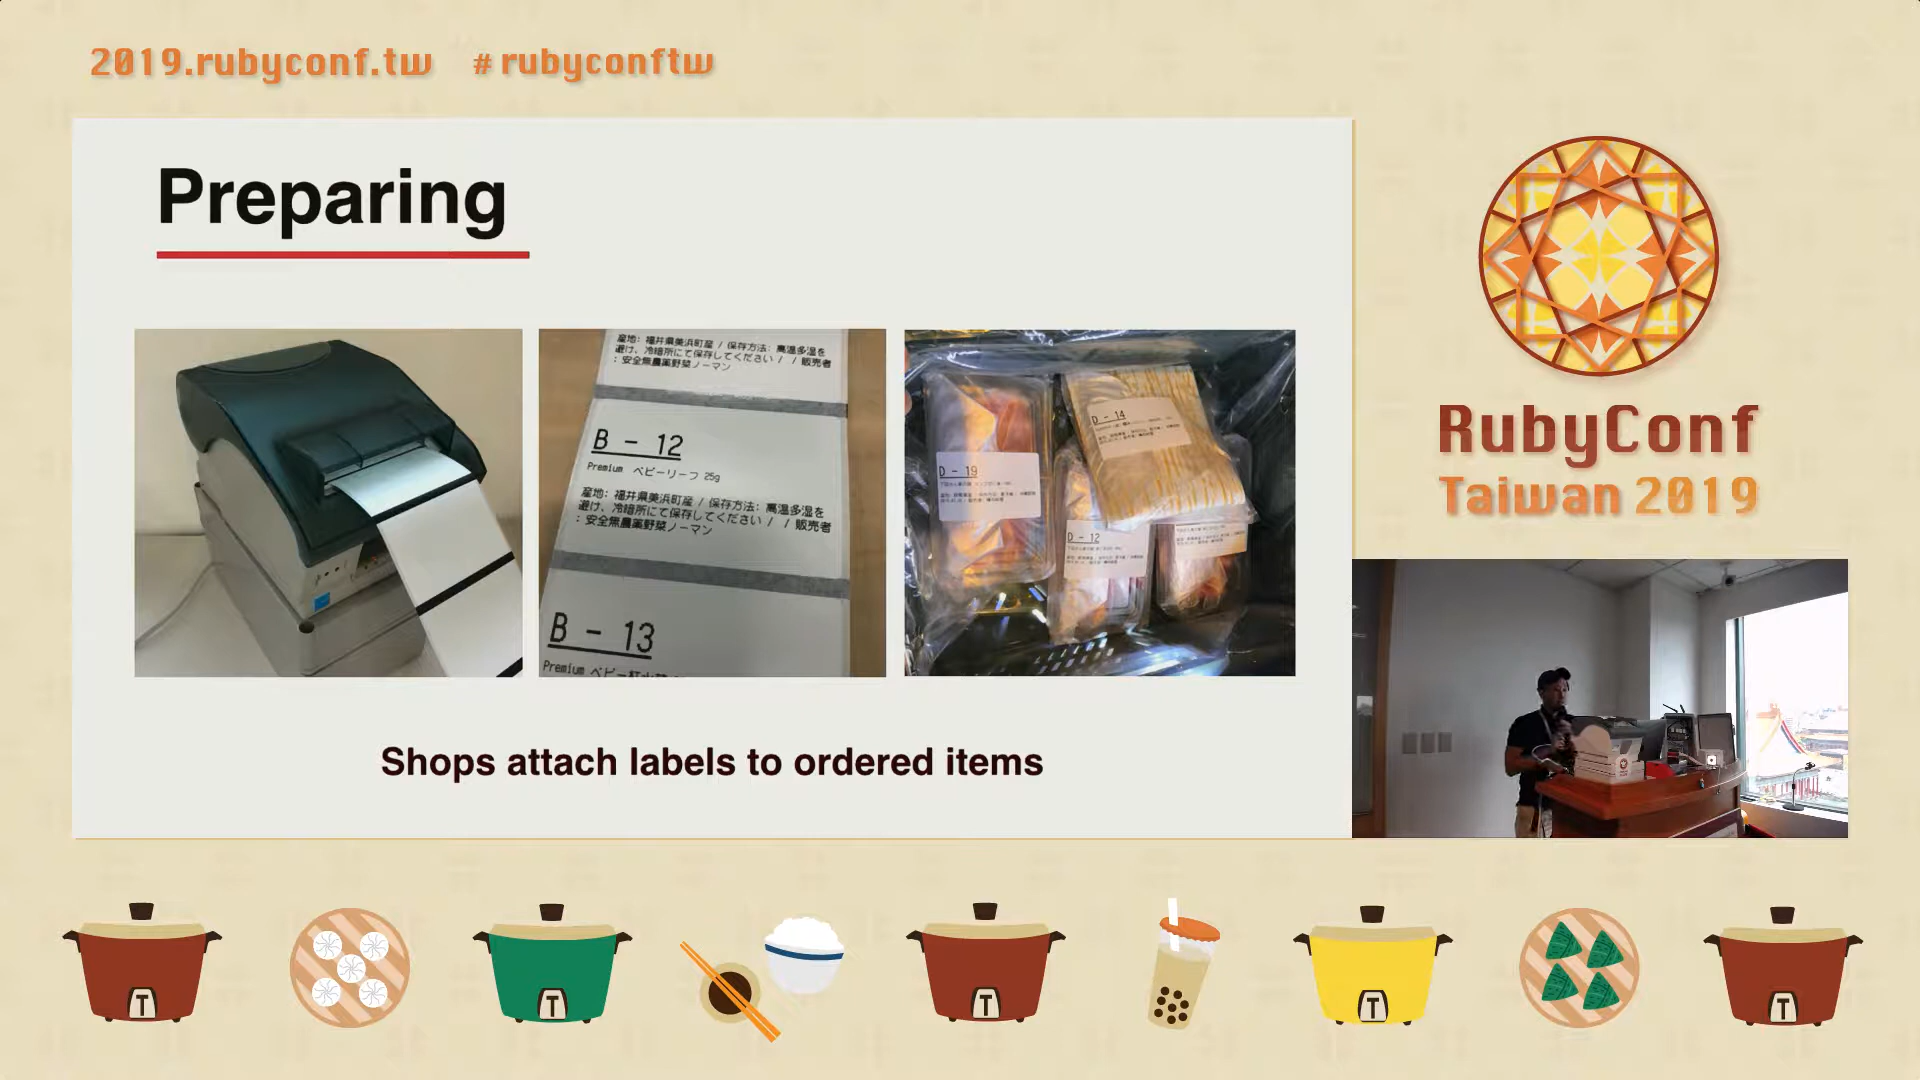 2019.rubyconf.tw #rubyconftw
Preparing
産地: 福井県美浜町産 / 保存方法: 高温多湿を
避け、冷暗所にて保存してください / / 販売者
: 安全無農薬野菜ノーマン
B - 12
Premium ベビーリーフ 25g
産地: 福井県美浜町産 / 保存方法: 高温多湿を
避け、冷暗所にて保存してください / / 販売者
: 安全無農薬野菜ノーマン
B - 13
Premium ベビー
D - 14
D - 19
D - 12
Shops attach labels to ordered items
RubyConf
Taiwan 2019
T
T
T
T
T